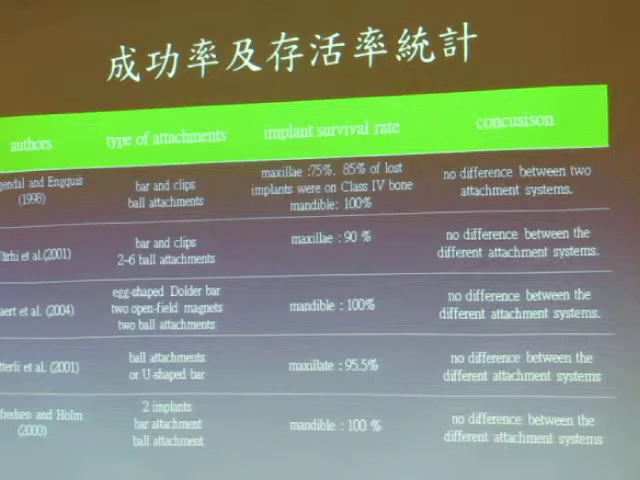 成功率及存活率統計
authors
type of attachments
implant survival rate
concusison
and Engquis
(1998)
bar and clips
ball attachments
maxillae :75%. 85% of lost
implants were on Class IV bone
mandible: 100%
no difference between two
attachment systems.
et al.(2001)
bar and clips
2-6 ball attachments
maxillae : 90 %
no difference between the
different attachment systems.
et al. (2004)
egg-shaped Dolder bar
two open-field magnets
two ball attachments
mandible : 100%
no difference between the
different attachment systems.
et al. (2001)
ball attachments
or U-shaped bar
maxillate : 95.5%
no difference between the
different attachment systems
and Holm
(2000)
2 implants
bar attachment
ball attachment
mandible : 100 %
no difference between the
different attachment systems